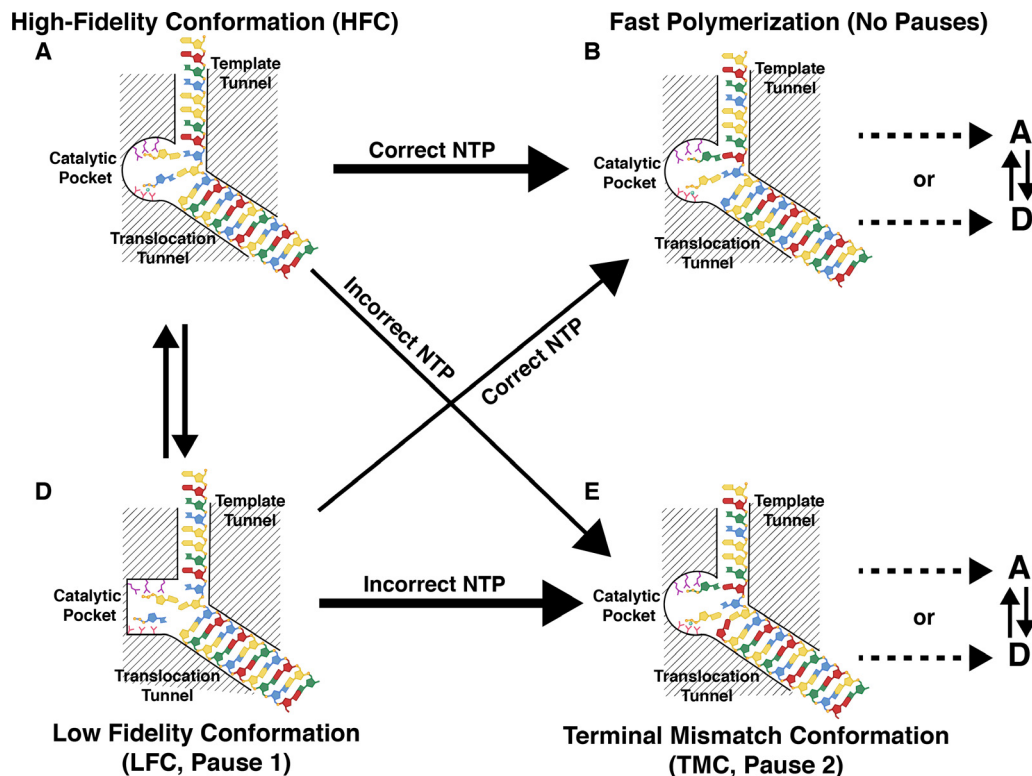 High-Fidelity Conformation (HFC)
Fast Polymerization (No Pauses)
A
Template
Tunnel
Catalytic
Pocket
Translocation
Tunnel
Correct NTP
B
Template
Tunnel
Catalytic
Pocket
Translocation
Tunnel
A
or
D
Incorrect NTP
Correct NTP
D
Template
Tunnel
Catalytic
Pocket
Translocation
Tunnel
Low Fidelity Conformation
(LFC, Pause 1)
Incorrect NTP
E
Template
Tunnel
Catalytic
Pocket
Translocation
Tunnel
Terminal Mismatch Conformation
(TMC, Pause 2)
A
or
D